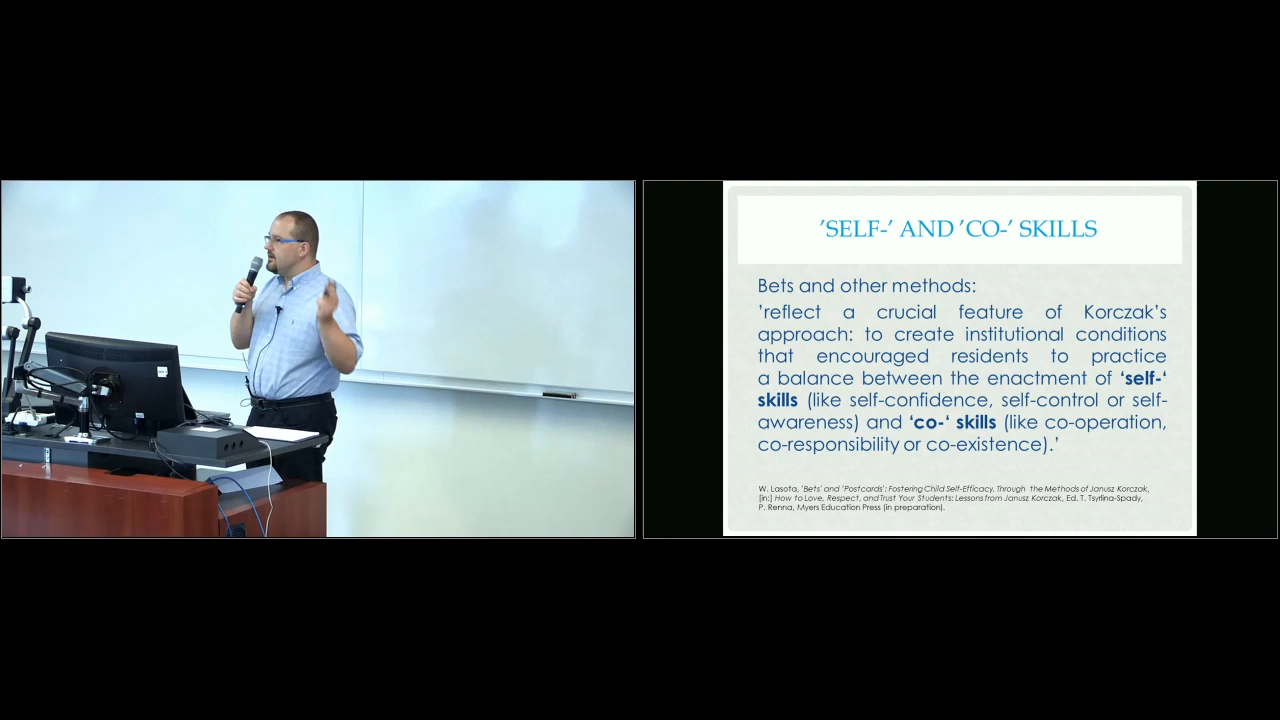 ’SELF-’ AND ’CO-’ SKILLS
Bets and other methods:
’reflect a crucial feature of Korczak’s
approach: to create institutional conditions
that encouraged residents to practice
a balance between the enactment of ‘self-‘
skills (like self-confidence, self-control or self-
awareness) and ‘co-‘ skills (like co-operation,
co-responsibility or co-existence).’
W. Lasota, ‘Bets’ and ‘Postcards’: Fostering Child Self-Efficacy. Through the Methods of Janusz Korczak,
[in:] How to Love, Respect, and Trust Your Students: Lessons from Janusz Korczak, Ed. T. Tsyrlina-Spady,
P. Renna, Myers Education Press (in preparation).